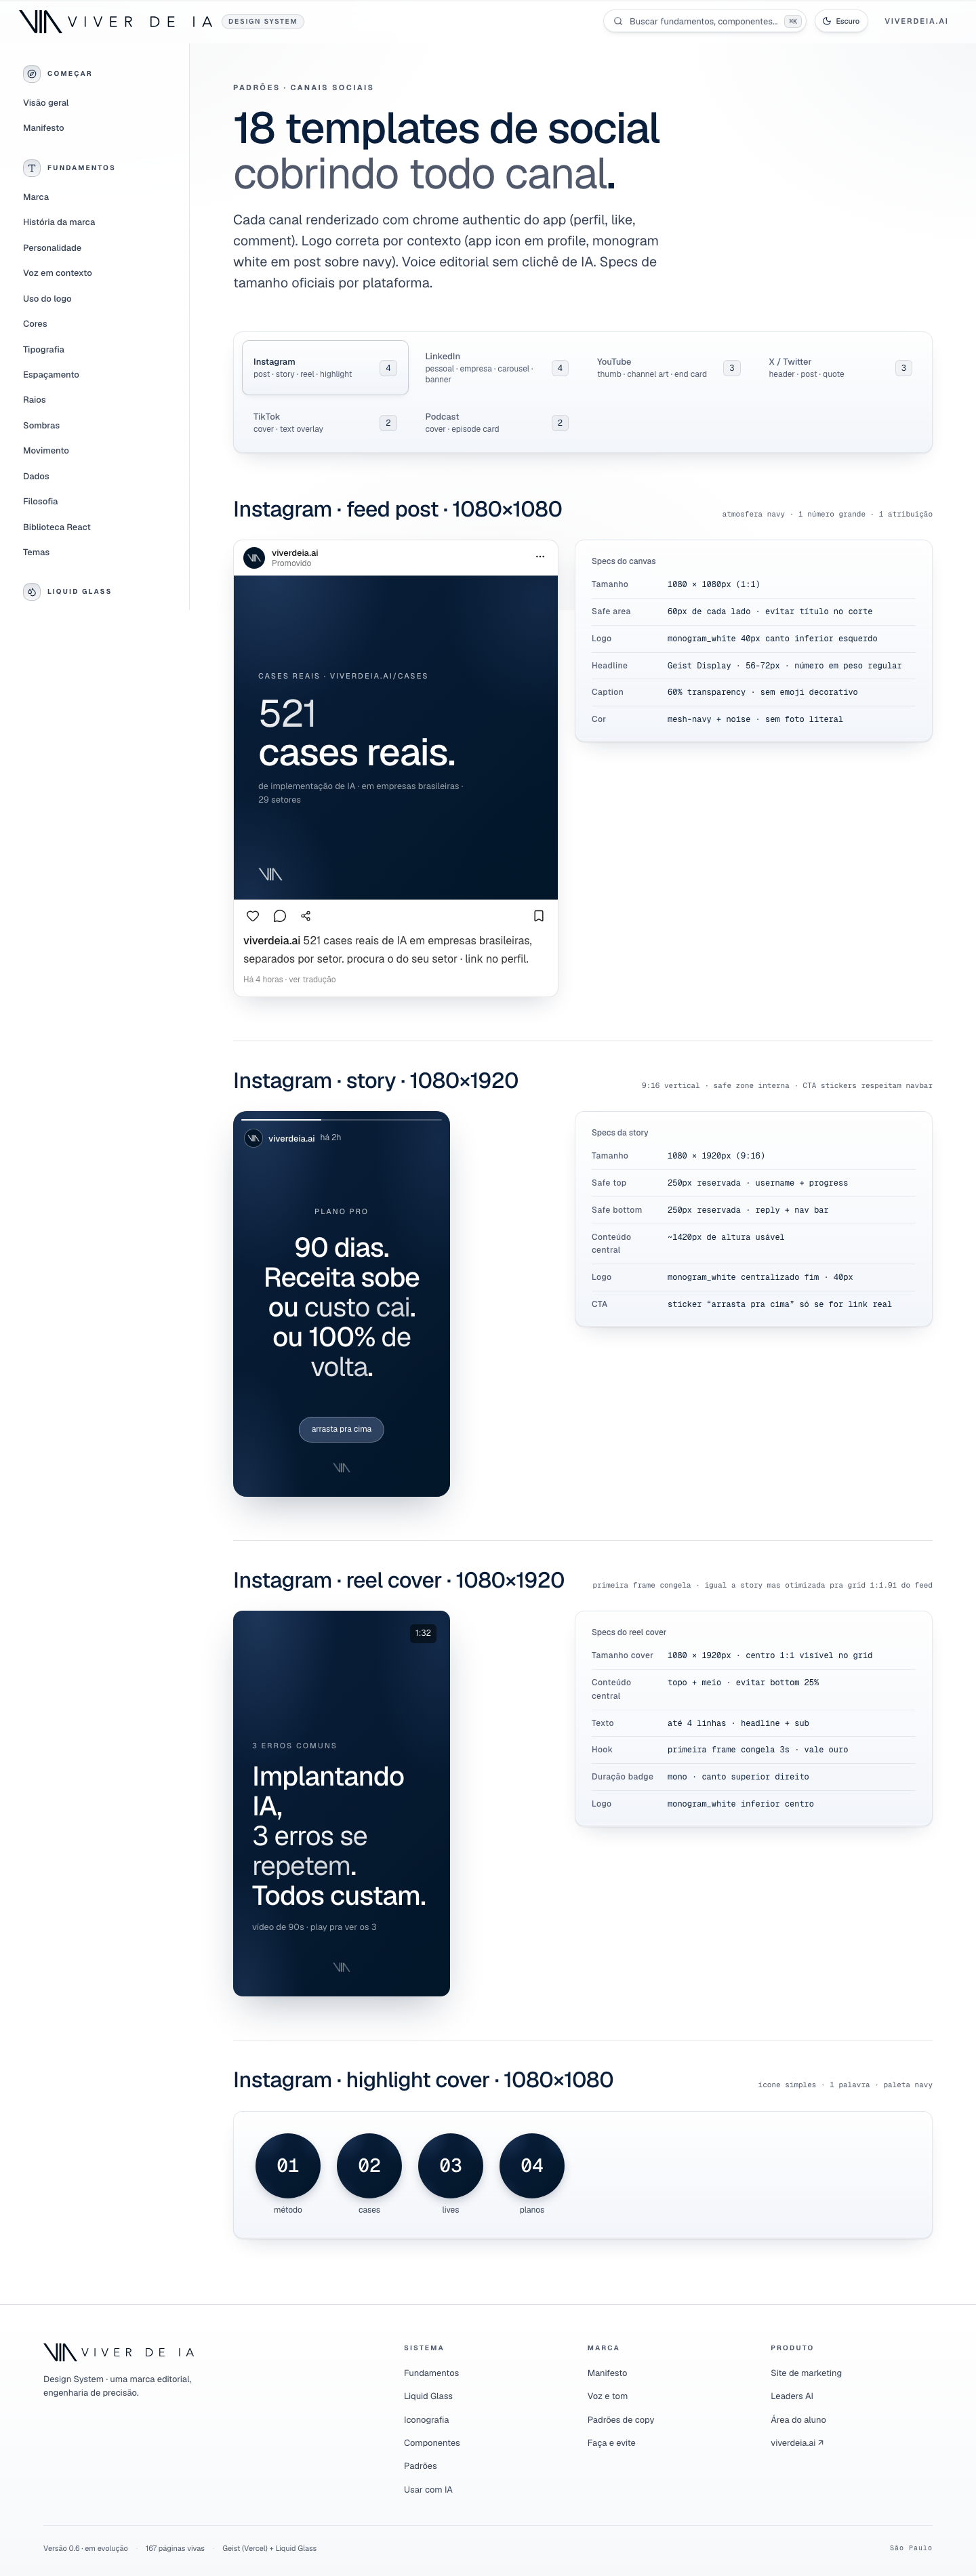 VIVER DE IA
DESIGN SYSTEM
Buscar fundamentos, componentes...
⌘K
Escuro
VIVERDEIA.AI
COMEÇAR
Visão geral
Manifesto
FUNDAMENTOS
Marca
História da marca
Personalidade
Voz em contexto
Uso do logo
Cores
Tipografia
Espaçamento
Raios
Sombras
Movimento
Dados
Filosofia
Biblioteca React
Temas
LIQUID GLASS
PADRÕES · CANAIS SOCIAIS
18 templates de social
cobrindo todo canal.
Cada canal renderizado com chrome authentic do app (perfil, like,
comment). Logo correta por contexto (app icon em profile, monogram
white em post sobre navy). Voice editorial sem clichê de IA. Specs de
tamanho oficiais por plataforma.
Instagram
post · story · reel · highlight
4
LinkedIn
pessoal · empresa · carousel ·
banner
4
YouTube
thumb · channel art · end card
3
X / Twitter
header · post · quote
3
TikTok
cover · text overlay
2
Podcast
cover · episode card
2
Instagram · feed post · 1080×1080
atmosfera navy · 1 número grande · 1 atribuição
viverdeia.ai
Promovido
CASES REAIS · VIVERDEIA.AI/CASES
521
cases reais.
de implementação de IA · em empresas brasileiras ·
29 setores
viverdeia.ai 521 cases reais de IA em empresas brasileiras,
separados por setor. procura o do seu setor · link no perfil.
Há 4 horas · ver tradução
Specs do canvas
Tamanho 1080 × 1080px (1:1)
Safe area 60px de cada lado · evitar título no corte
Logo monogram_white 40px canto inferior esquerdo
Headline Geist Display · 56-72px · número em peso regular
Caption 60% transparency · sem emoji decorativo
Cor mesh-navy + noise · sem foto literal
Instagram · story · 1080×1920
9:16 vertical · safe zone interna · CTA stickers respeitam navbar
viverdeia.ai há 2h
PLANO PRO
90 dias.
Receita sobe
ou custo cai.
ou 100% de
volta.
arrasta pra cima
Specs da story
Tamanho 1080 × 1920px (9:16)
Safe top 250px reservada · username + progress
Safe bottom 250px reservada · reply + nav bar
Conteúdo
central
~1420px de altura usável
Logo monogram_white centralizado fim · 40px
CTA sticker "arrasta pra cima" só se for link real
Instagram · reel cover · 1080×1920
primeira frame congela · igual a story mas otimizada pra grid 1:1.91 do feed
1:32
3 ERROS COMUNS
Implantando
IA,
3 erros se
repetem.
Todos custam.
vídeo de 90s · play pra ver os 3
Specs do reel cover
Tamanho cover 1080 × 1920px · centro 1:1 visível no grid
Conteúdo
central
topo + meio · evitar bottom 25%
Texto até 4 linhas · headline + sub
Hook primeira frame congela 3s · vale ouro
Duração badge mono · canto superior direito
Logo monogram_white inferior centro
Instagram · highlight cover · 1080×1080
ícone simples · 1 palavra · paleta navy
01
02
03
04
método
cases
lives
planos
VIVER DE IA
Design System · uma marca editorial,
engenharia de precisão.
SISTEMA
Fundamentos
Liquid Glass
Iconografia
Componentes
Padrões
Usar com IA
MARCA
Manifesto
Voz e tom
Padrões de copy
Faça e evite
PRODUTO
Site de marketing
Leaders AI
Área do aluno
viverdeia.ai ↗
Versão 0.6 · em evolução · 167 páginas vivas · Geist (Vercel) + Liquid Glass
São Paulo